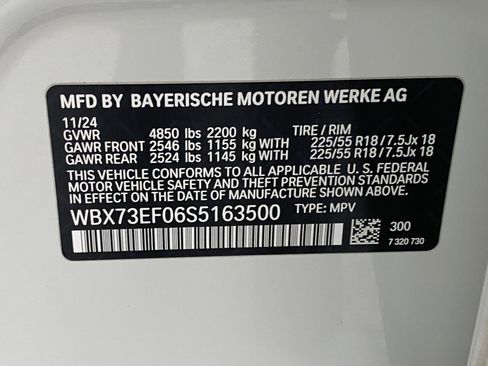 MFD BY BAYERISCHE MOTOREN WERKE AG
11/24
GVWR 4850 lbs 2200 kg TIRE / RIM
GAWR FRONT 2546 lbs 1155 kg WITH 225/55 R18 / 7.5Jx 18
GAWR REAR 2524 lbs 1145 kg WITH 225/55 R18 / 7.5Jx 18
THIS VEHICLE CONFORMS TO ALL APPLICABLE U. S. FEDERAL
MOTOR VEHICLE SAFETY AND THEFT PREVENTION STANDARDS
IN EFFECT ON THE DATE OF MANUFACTURE SHOWN ABOVE.
WBX73EF06S5163500 TYPE: MPV
300
7 320 730